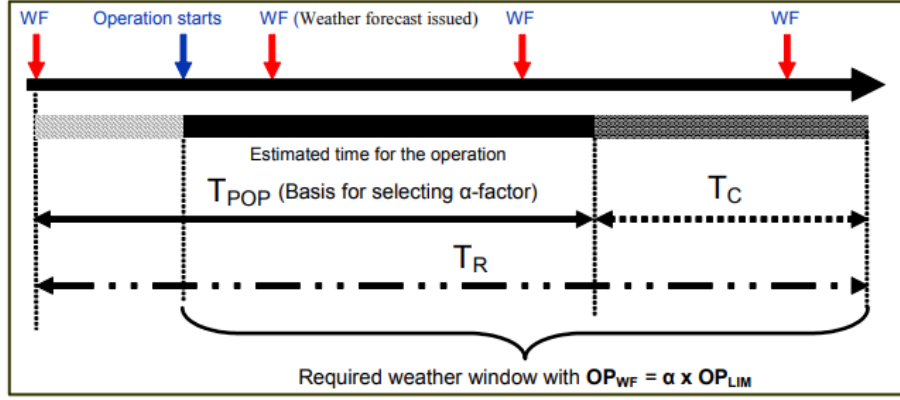 WF Operation starts WF (Weather forecast issued) WF WF
Estimated time for the operation
TPOP (Basis for selecting α-factor) TC
TR
Required weather window with OPWF = α x OPLIM